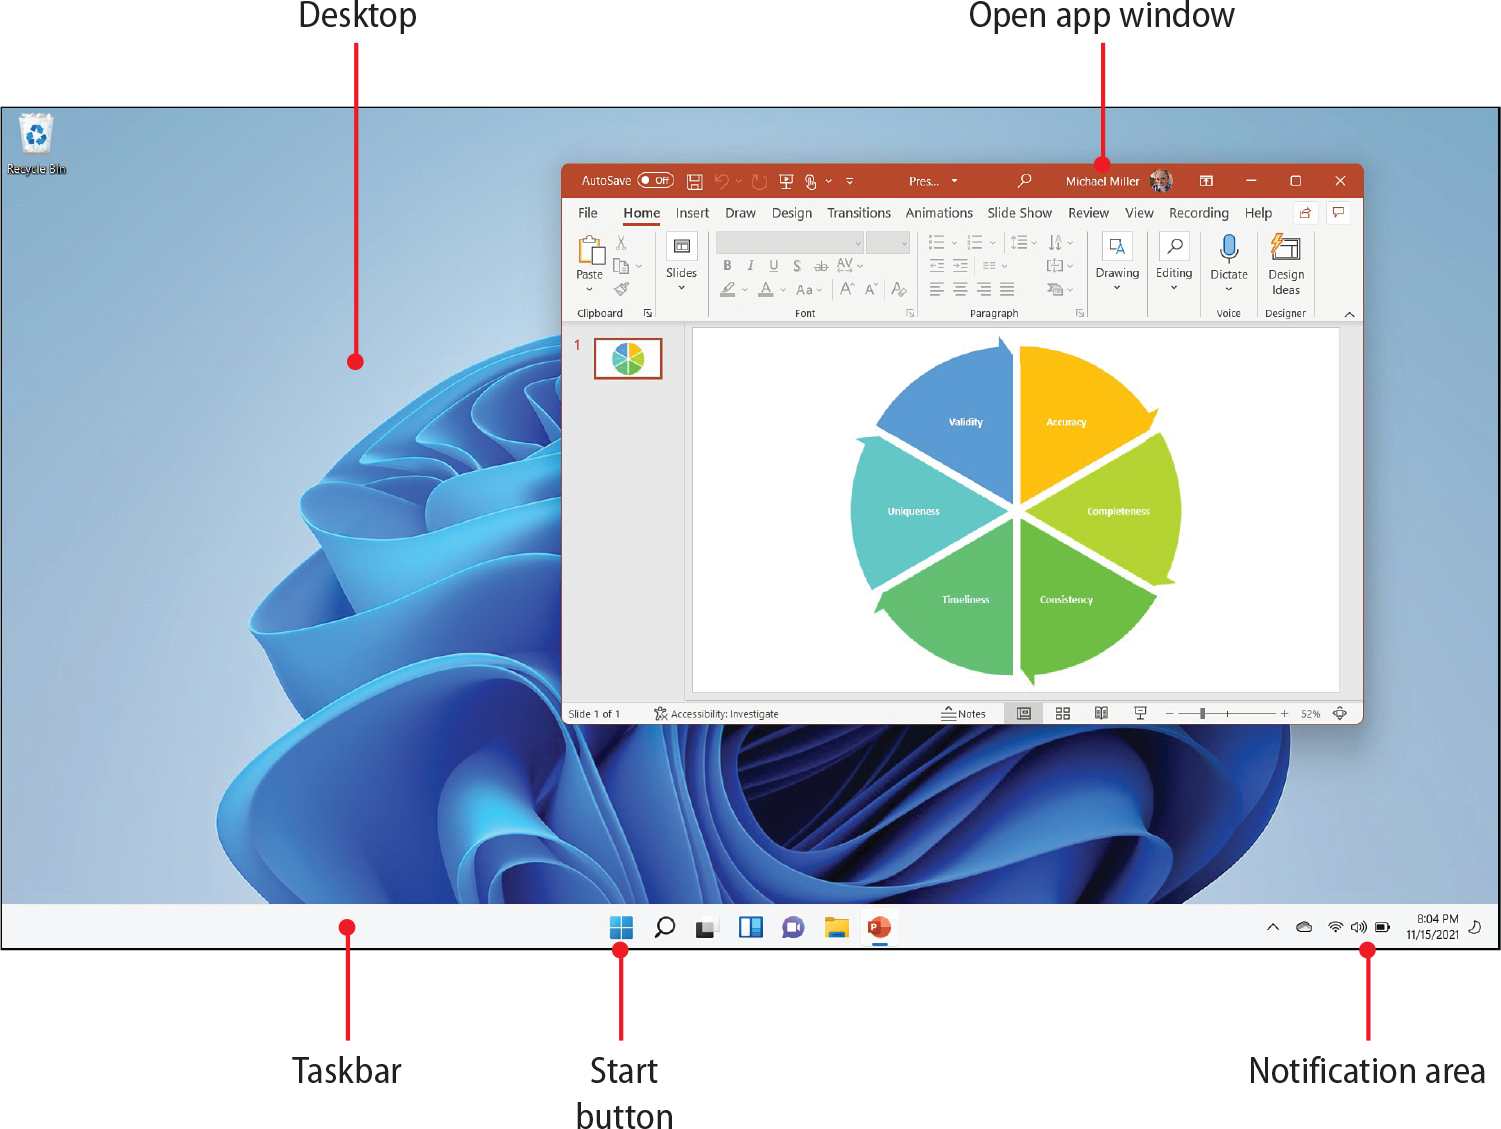 Desktop
Open app window
Recycle Bin
AutoSave Off Pres... Michael Miller
File Home Insert Draw Design Transitions Animations Slide Show Review View Recording Help
B I U S ab AV
Paste Slides Drawing Editing Dictate Design
Ideas
Aa A A A
Clipboard Font Paragraph Voice Designer
1
Validity Accuracy
Uniqueness Completeness
Timeliness Consistency
Slide 1 of 1 Accessibility: Investigate Notes 52%
P
8:04 PM
11/15/2021
Taskbar
Start
button
Notification area